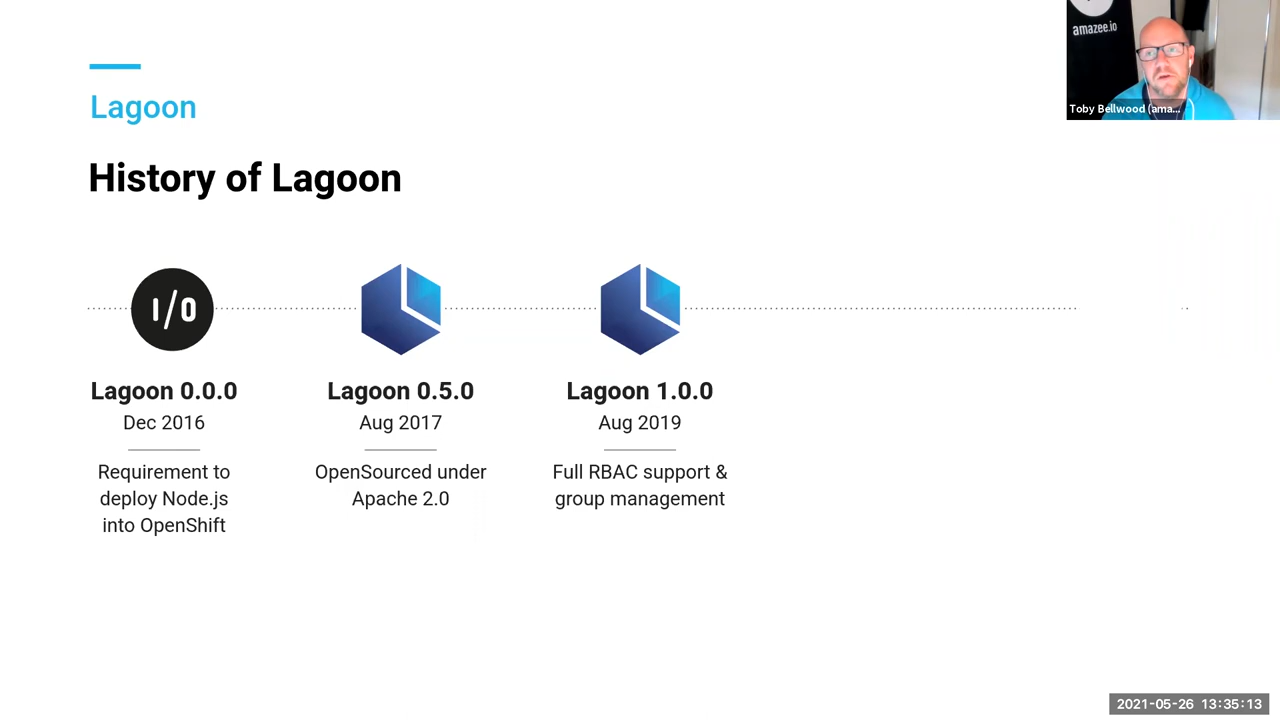 amazee.io
Toby Bellwood (ama...
Lagoon
History of Lagoon
I/O
Lagoon 0.0.0
Dec 2016
Requirement to
deploy Node.js
into OpenShift
Lagoon 0.5.0
Aug 2017
OpenSourced under
Apache 2.0
Lagoon 1.0.0
Aug 2019
Full RBAC support &
group management
2021-05-26 13:35:13